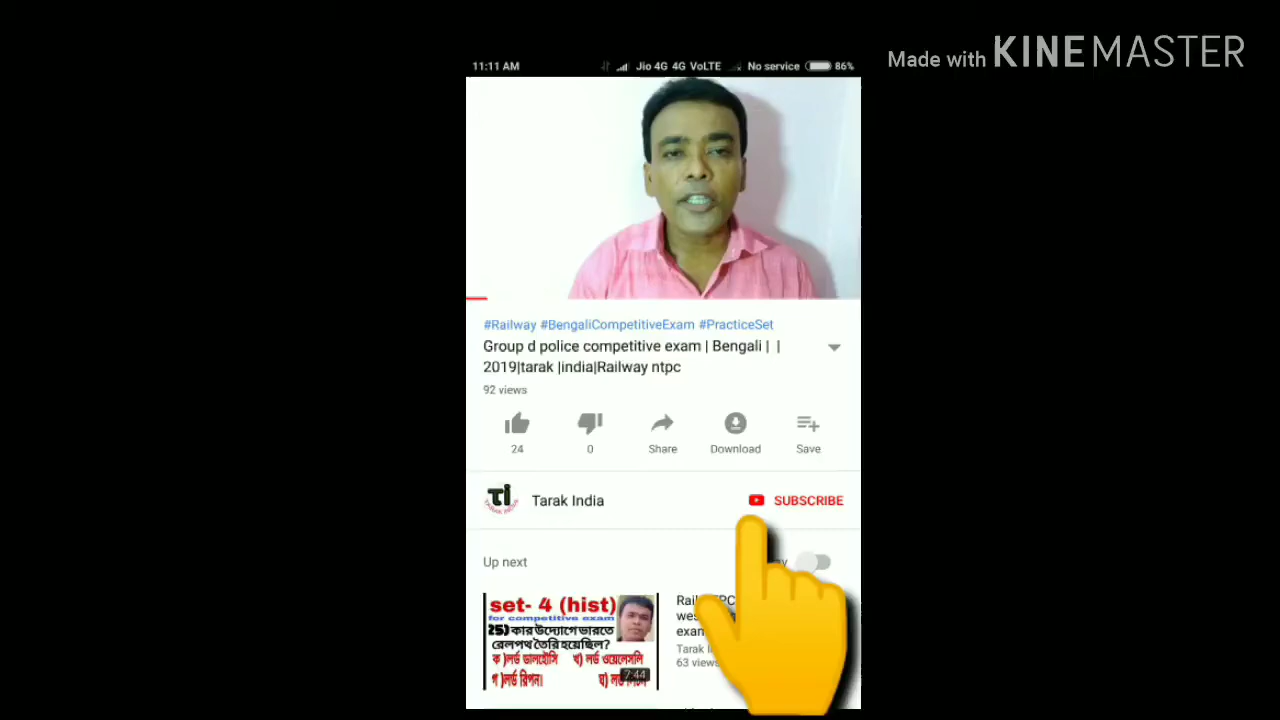 Made with KINEMASTER
11:11 AM Jio 4G 4G VoLTE No service 86%
#Railway #BengaliCompetitiveExam #PracticeSet
Group d police competitive exam | Bengali | |
2019|tarak |india|Railway ntpc
92 views
24 0 Share Download Save
Ti
Tarak India SUBSCRIBE
Up next
set- 4 (hist)
for competitive exam
25) কার উদ্যোগে ভারতে
রেলপথ তৈরি হয়েছিল?
ক )লর্ড ডালহৌসি খ) লর্ড ওয়েলেসলি
গ )লর্ড রিপন। ঘ)
7:44
Tarak
63 views